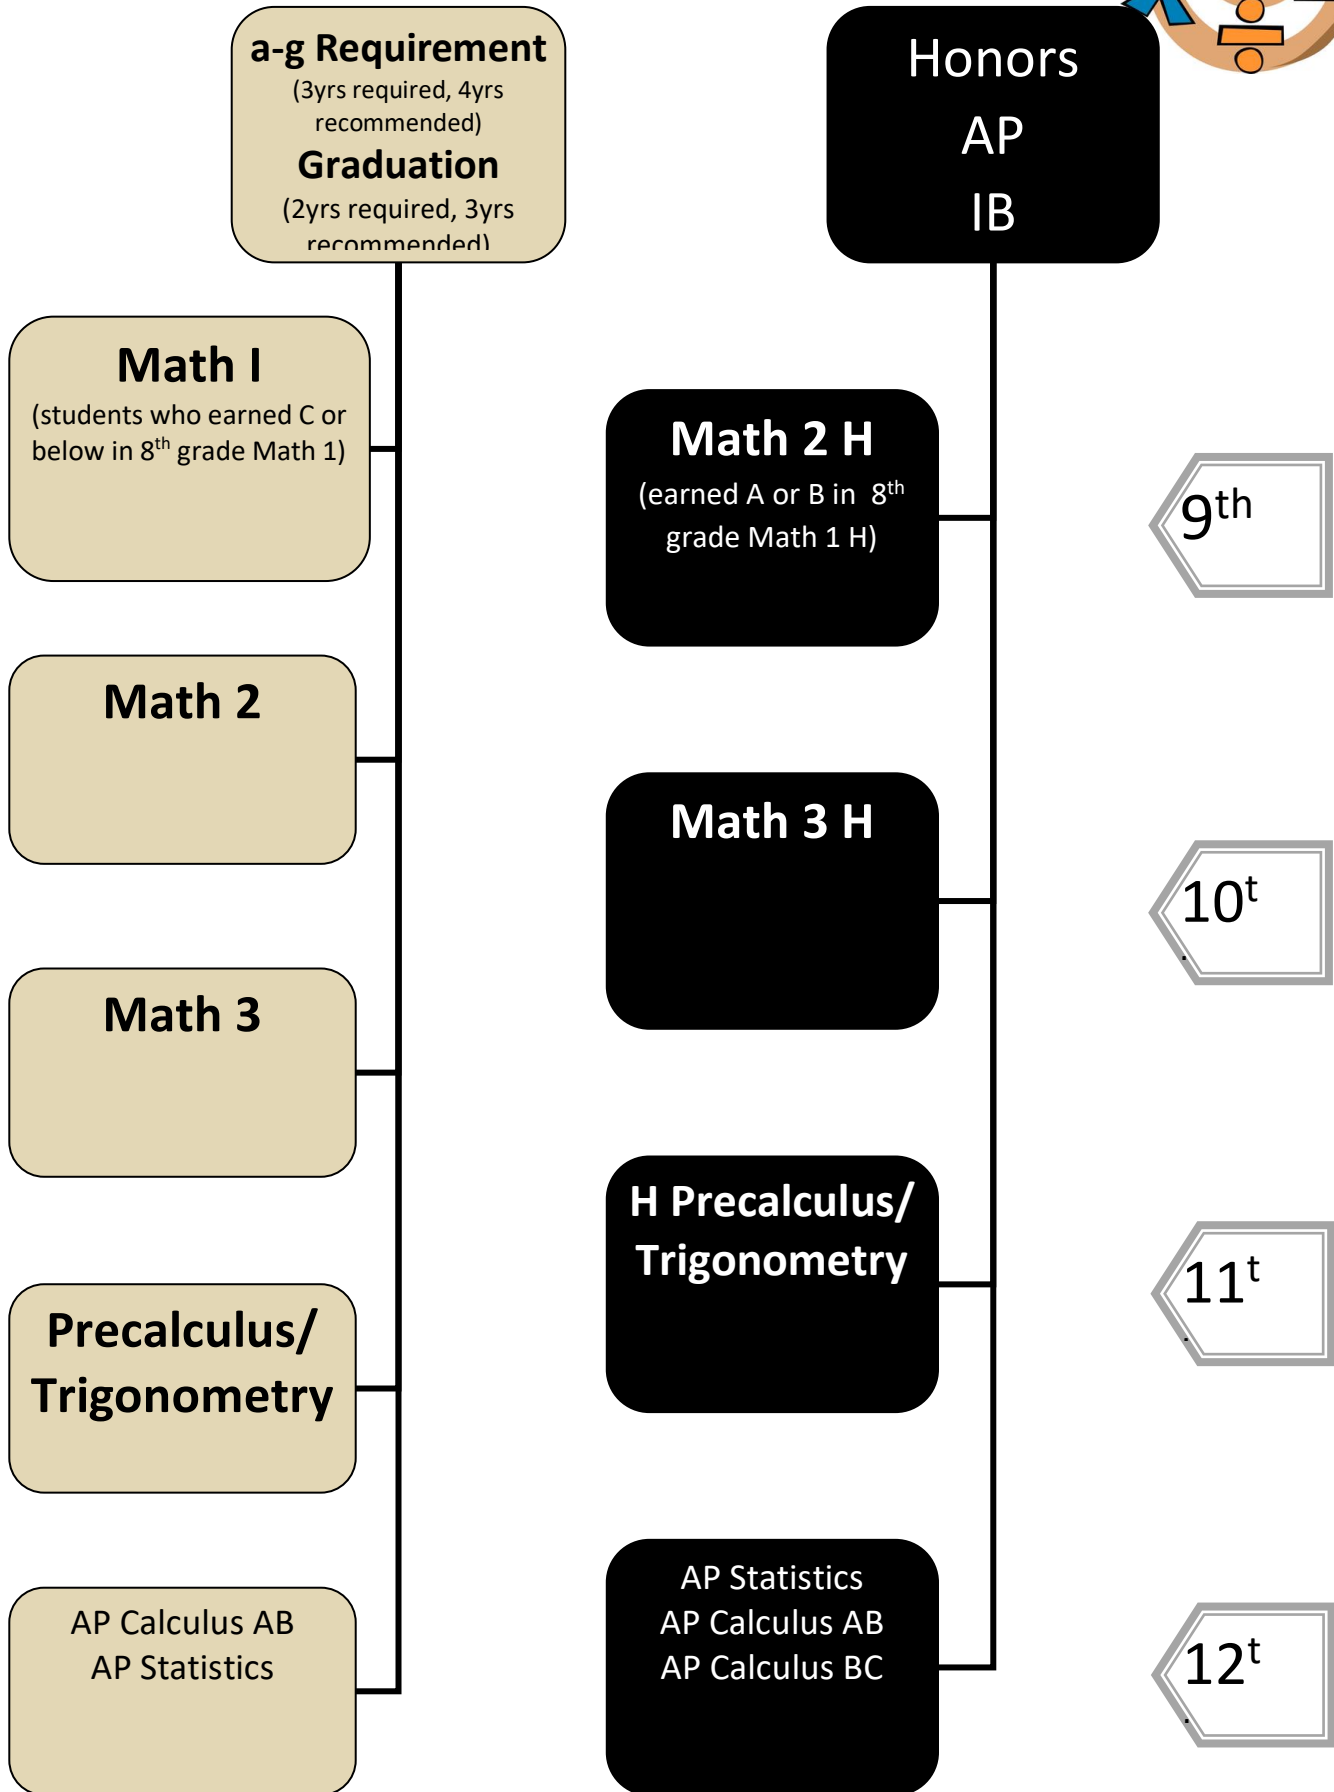 a-g Requirement
(3yrs required, 4yrs
recommended)
Graduation
(2yrs required, 3yrs
recommended)
Math I
(students who earned C or
below in 8th grade Math 1)
Math 2
Math 3
Precalculus/
Trigonometry
AP Calculus AB
AP Statistics
Honors
AP
IB
Math 2 H
(earned A or B in 8th
grade Math 1 H)
Math 3 H
H Precalculus/
Trigonometry
AP Statistics
AP Calculus AB
AP Calculus BC
9th
10t
11t
12t